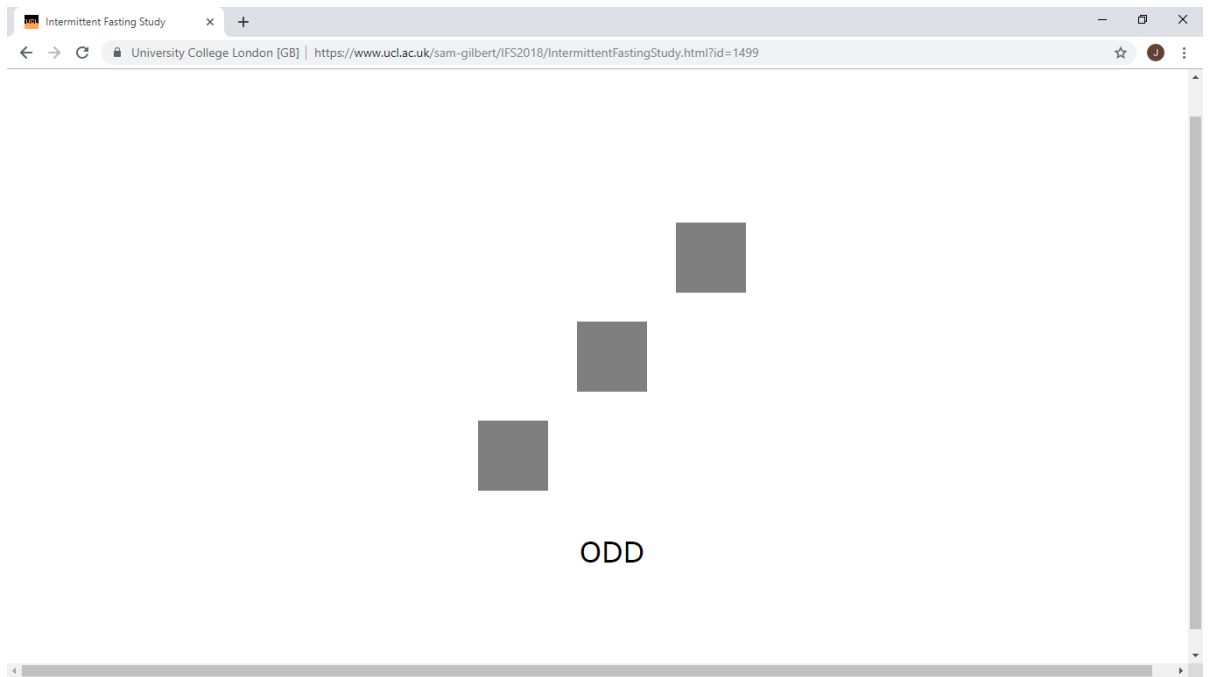 UCL Intermittent Fasting Study
University College London [GB] https://www.ucl.ac.uk/sam-gilbert/IFS2018/IntermittentFastingStudy.html?id=1499
J
ODD